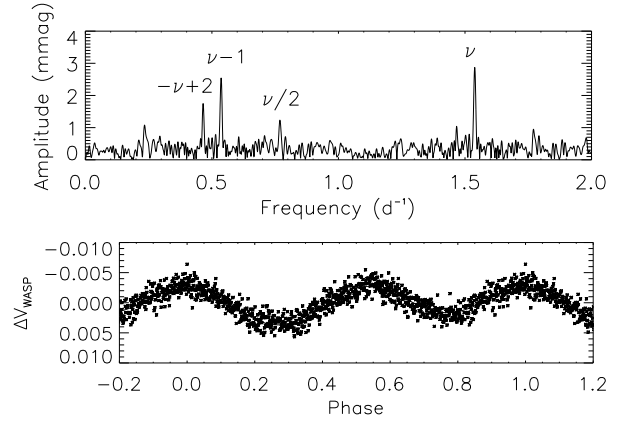 4
3
2
1
0
Amplitude (mmag)
ν−1
−ν+2
ν/2
ν
0.0 0.5 1.0 1.5 2.0
Frequency (d⁻¹)
−0.010
−0.005
0.000
0.005
0.010
ΔV_WASP
−0.2 0.0 0.2 0.4 0.6 0.8 1.0 1.2
Phase